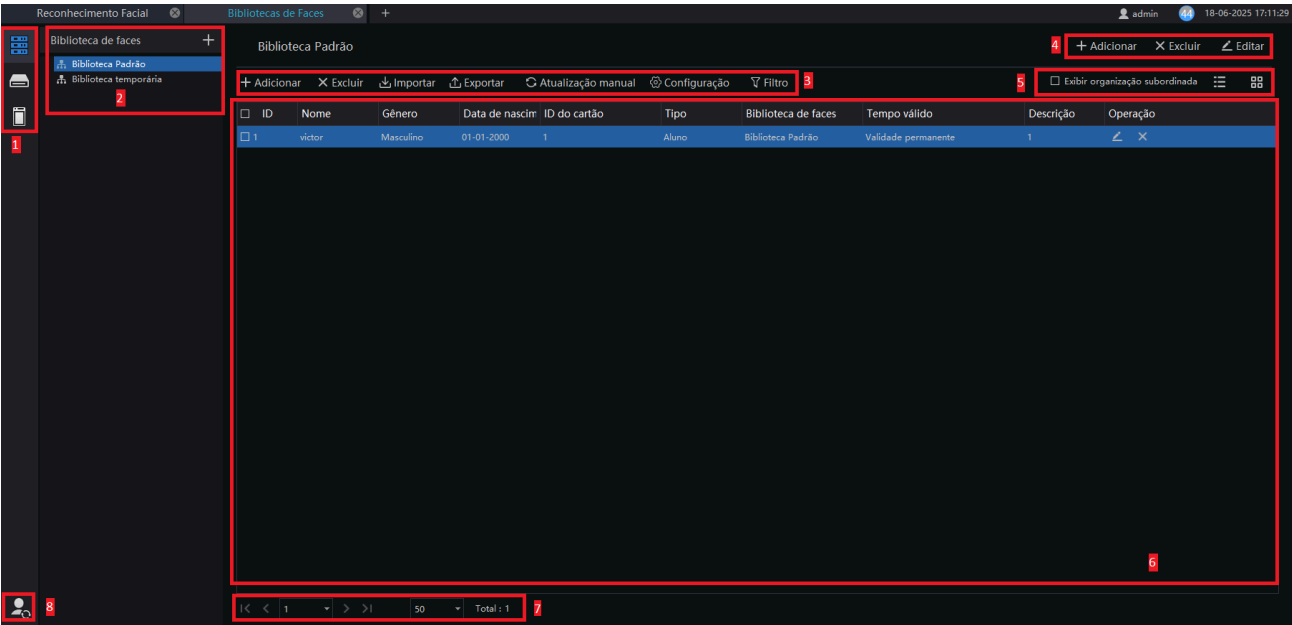 Reconhecimento Facial Bibliotecas de Faces + admin 44 18-06-2025 17:11:29
Biblioteca de faces +
Biblioteca Padrão
4 + Adicionar Excluir Editar
Biblioteca Padrão
Biblioteca temporária
2
+ Adicionar Excluir Importar Exportar Atualização manual Configuração Filtro 3
5 Exibir organização subordinada
1
ID Nome Gênero Data de nascim ID do cartão Tipo Biblioteca de faces Tempo válido Descrição Operação
1 victor Masculino 01-01-2000 1 Aluno Biblioteca Padrão Validade permanente 1
6
8
1 50 Total : 1 7